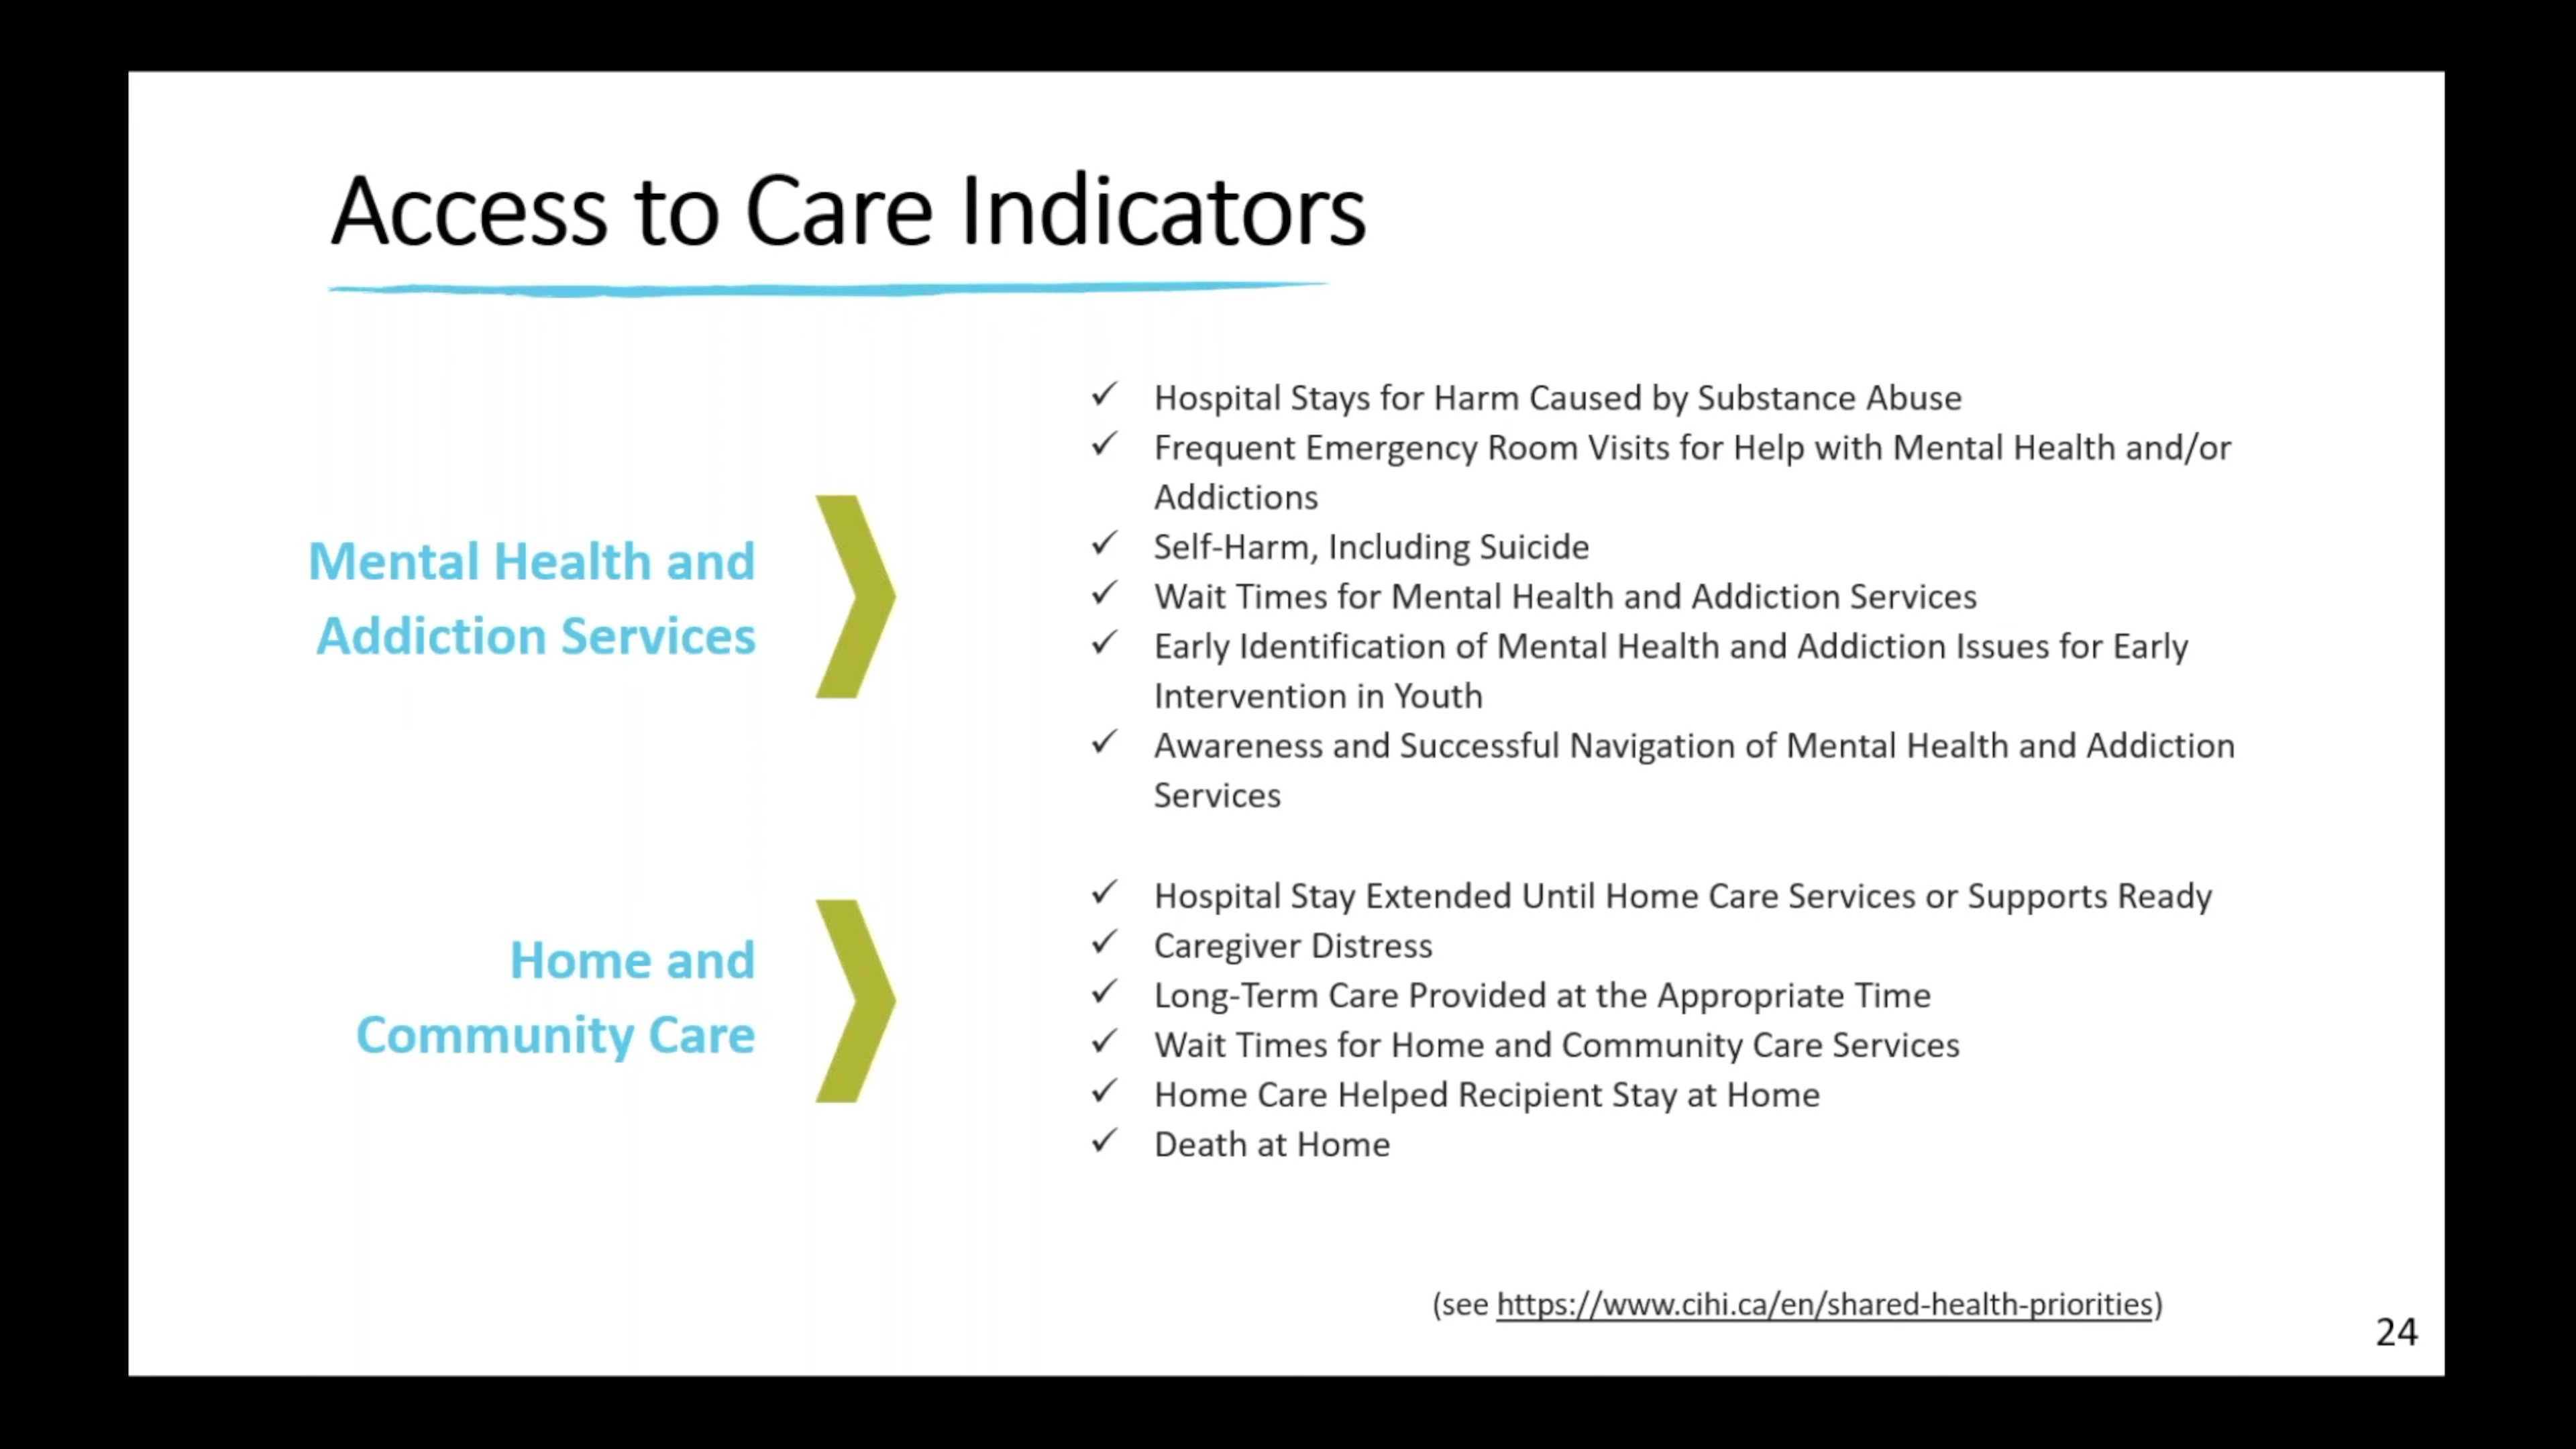 Access to Care Indicators
Mental Health and
Addiction Services
✓ Hospital Stays for Harm Caused by Substance Abuse
✓ Frequent Emergency Room Visits for Help with Mental Health and/or
Addictions
✓ Self-Harm, Including Suicide
✓ Wait Times for Mental Health and Addiction Services
✓ Early Identification of Mental Health and Addiction Issues for Early
Intervention in Youth
✓ Awareness and Successful Navigation of Mental Health and Addiction
Services
Home and
Community Care
✓ Hospital Stay Extended Until Home Care Services or Supports Ready
✓ Caregiver Distress
✓ Long-Term Care Provided at the Appropriate Time
✓ Wait Times for Home and Community Care Services
✓ Home Care Helped Recipient Stay at Home
✓ Death at Home
(see https://www.cihi.ca/en/shared-health-priorities)
24